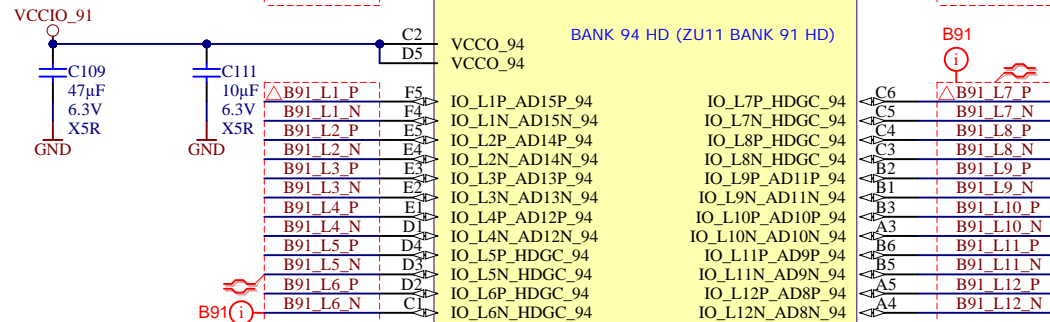 VCCIO_91
C109
47µF
6.3V
X5R
GND
C111
10µF
6.3V
X5R
GND
BANK 94 HD (ZU11 BANK 91 HD)
C2 VCCO_94
D5 VCCO_94
B91_L1_P F5 IO_L1P_AD15P_94
B91_L1_N F4 IO_L1N_AD15N_94
B91_L2_P E5 IO_L2P_AD14P_94
B91_L2_N E4 IO_L2N_AD14N_94
B91_L3_P E3 IO_L3P_AD13P_94
B91_L3_N E2 IO_L3N_AD13N_94
B91_L4_P E1 IO_L4P_AD12P_94
B91_L4_N D1 IO_L4N_AD12N_94
B91_L5_P D4 IO_L5P_HDGC_94
B91_L5_N D3 IO_L5N_HDGC_94
B91_L6_P D2 IO_L6P_HDGC_94
B91_L6_N C1 IO_L6N_HDGC_94
B91 i
B91
i
IO_L7P_HDGC_94 C6 B91_L7_P
IO_L7N_HDGC_94 C5 B91_L7_N
IO_L8P_HDGC_94 C4 B91_L8_P
IO_L8N_HDGC_94 C3 B91_L8_N
IO_L9P_AD11P_94 B2 B91_L9_P
IO_L9N_AD11N_94 B1 B91_L9_N
IO_L10P_AD10P_94 B3 B91_L10_P
IO_L10N_AD10N_94 A3 B91_L10_N
IO_L11P_AD9P_94 B6 B91_L11_P
IO_L11N_AD9N_94 B5 B91_L11_N
IO_L12P_AD8P_94 A5 B91_L12_P
IO_L12N_AD8N_94 A4 B91_L12_N